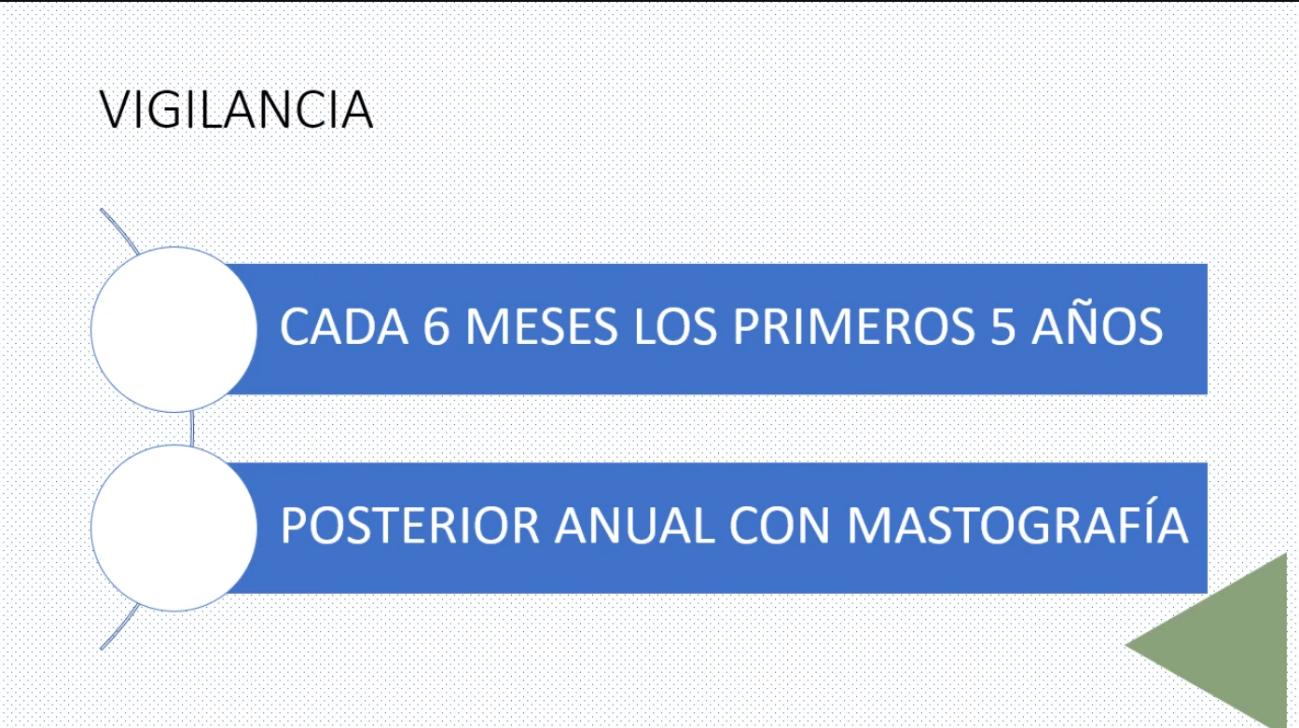 VIGILANCIA
CADA 6 MESES LOS PRIMEROS 5 AÑOS
POSTERIOR ANUAL CON MASTOGRAFÍA